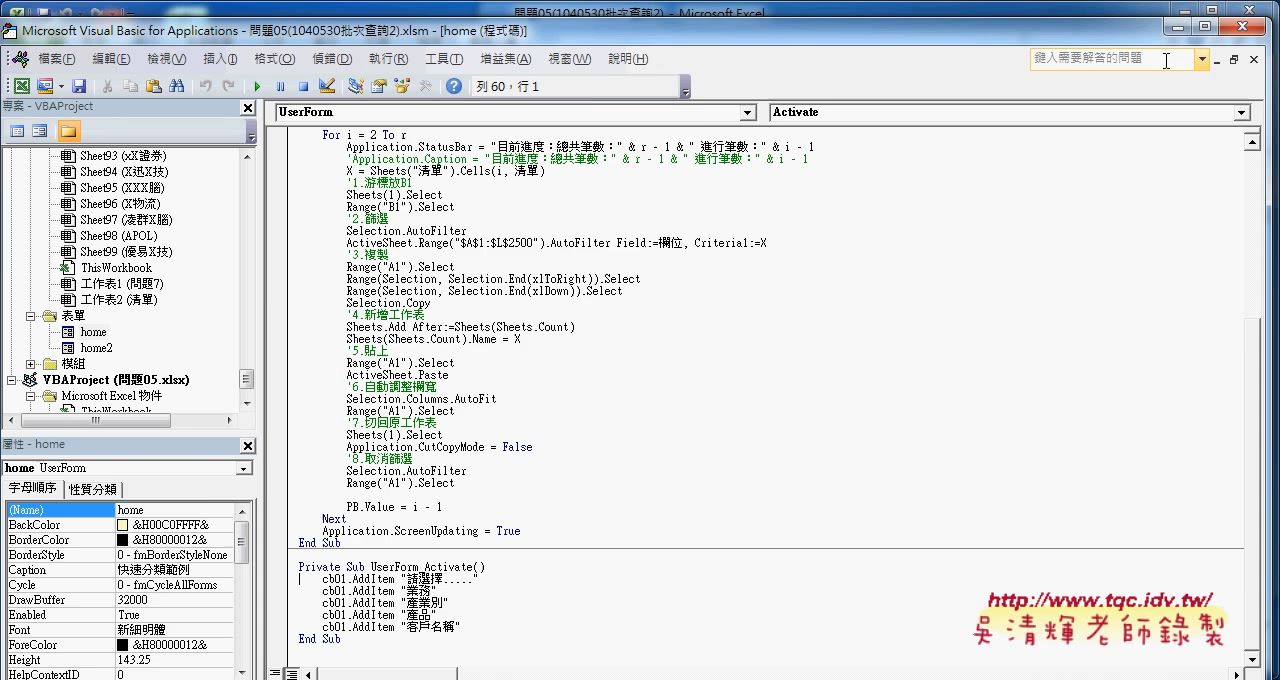 問題05(1040530批次查詢2) - Microsoft Excel
Microsoft Visual Basic for Applications - 問題05(1040530批次查詢2).xlsm - [home (程式碼)]
檔案(F) 編輯(E) 檢視(V) 插入(I) 格式(O) 偵錯(D) 執行(R) 工具(T) 增益集(A) 視窗(W) 說明(H) 鍵入需要解答的問題
列 60，行 1
專案 - VBAProject
Sheet93 (xX證券)
Sheet94 (X迅X技)
Sheet95 (XXX腦)
Sheet96 (X物流)
Sheet97 (凌群X腦)
Sheet98 (APOL)
Sheet99 (優易X技)
ThisWorkbook
工作表1 (問題7)
工作表2 (清單)
表單
home
home2
模組
VBAProject (問題05.xlsx)
Microsoft Excel 物件
ThisWorkbook
屬性 - home
home UserForm
字母順序 性質分類
(Name) home
BackColor &H00C0FFFF&
BorderColor &H80000012&
BorderStyle 0 - fmBorderStyleNone
Caption 快速分類範例
Cycle 0 - fmCycleAllForms
DrawBuffer 32000
Enabled True
Font 新細明體
ForeColor &H80000012&
Height 143.25
HelpContextID 0
UserForm Activate
For i = 2 To r
Application.StatusBar = "目前進度：總共筆數：" & r - 1 & " 進行筆數：" & i - 1
'Application.Caption = "目前進度：總共筆數：" & r - 1 & " 進行筆數：" & i - 1
X = Sheets("清單").Cells(i, 清單)
'1.游標放B1
Sheets(1).Select
Range("B1").Select
'2.篩選
Selection.AutoFilter
ActiveSheet.Range("$A$1:$L$2500").AutoFilter Field:=欄位, Criteria1:=X
'3.複製
Range("A1").Select
Range(Selection, Selection.End(xlToRight)).Select
Range(Selection, Selection.End(xlDown)).Select
Selection.Copy
'4.新增工作表
Sheets.Add After:=Sheets(Sheets.Count)
Sheets(Sheets.Count).Name = X
'5.貼上
Range("A1").Select
ActiveSheet.Paste
'6.自動調整欄寬
Selection.Columns.AutoFit
Range("A1").Select
'7.切回原工作表
Sheets(1).Select
Application.CutCopyMode = False
'8.取消篩選
Selection.AutoFilter
Range("A1").Select
PB.Value = i - 1
Next
Application.ScreenUpdating = True
End Sub
Private Sub UserForm_Activate()
cb01.AddItem "請選擇....."
cb01.AddItem "業務"
cb01.AddItem "產業別"
cb01.AddItem "產品"
cb01.AddItem "客戶名稱"
End Sub
http://www.tqc.idv.tw/
吳清輝老師錄製